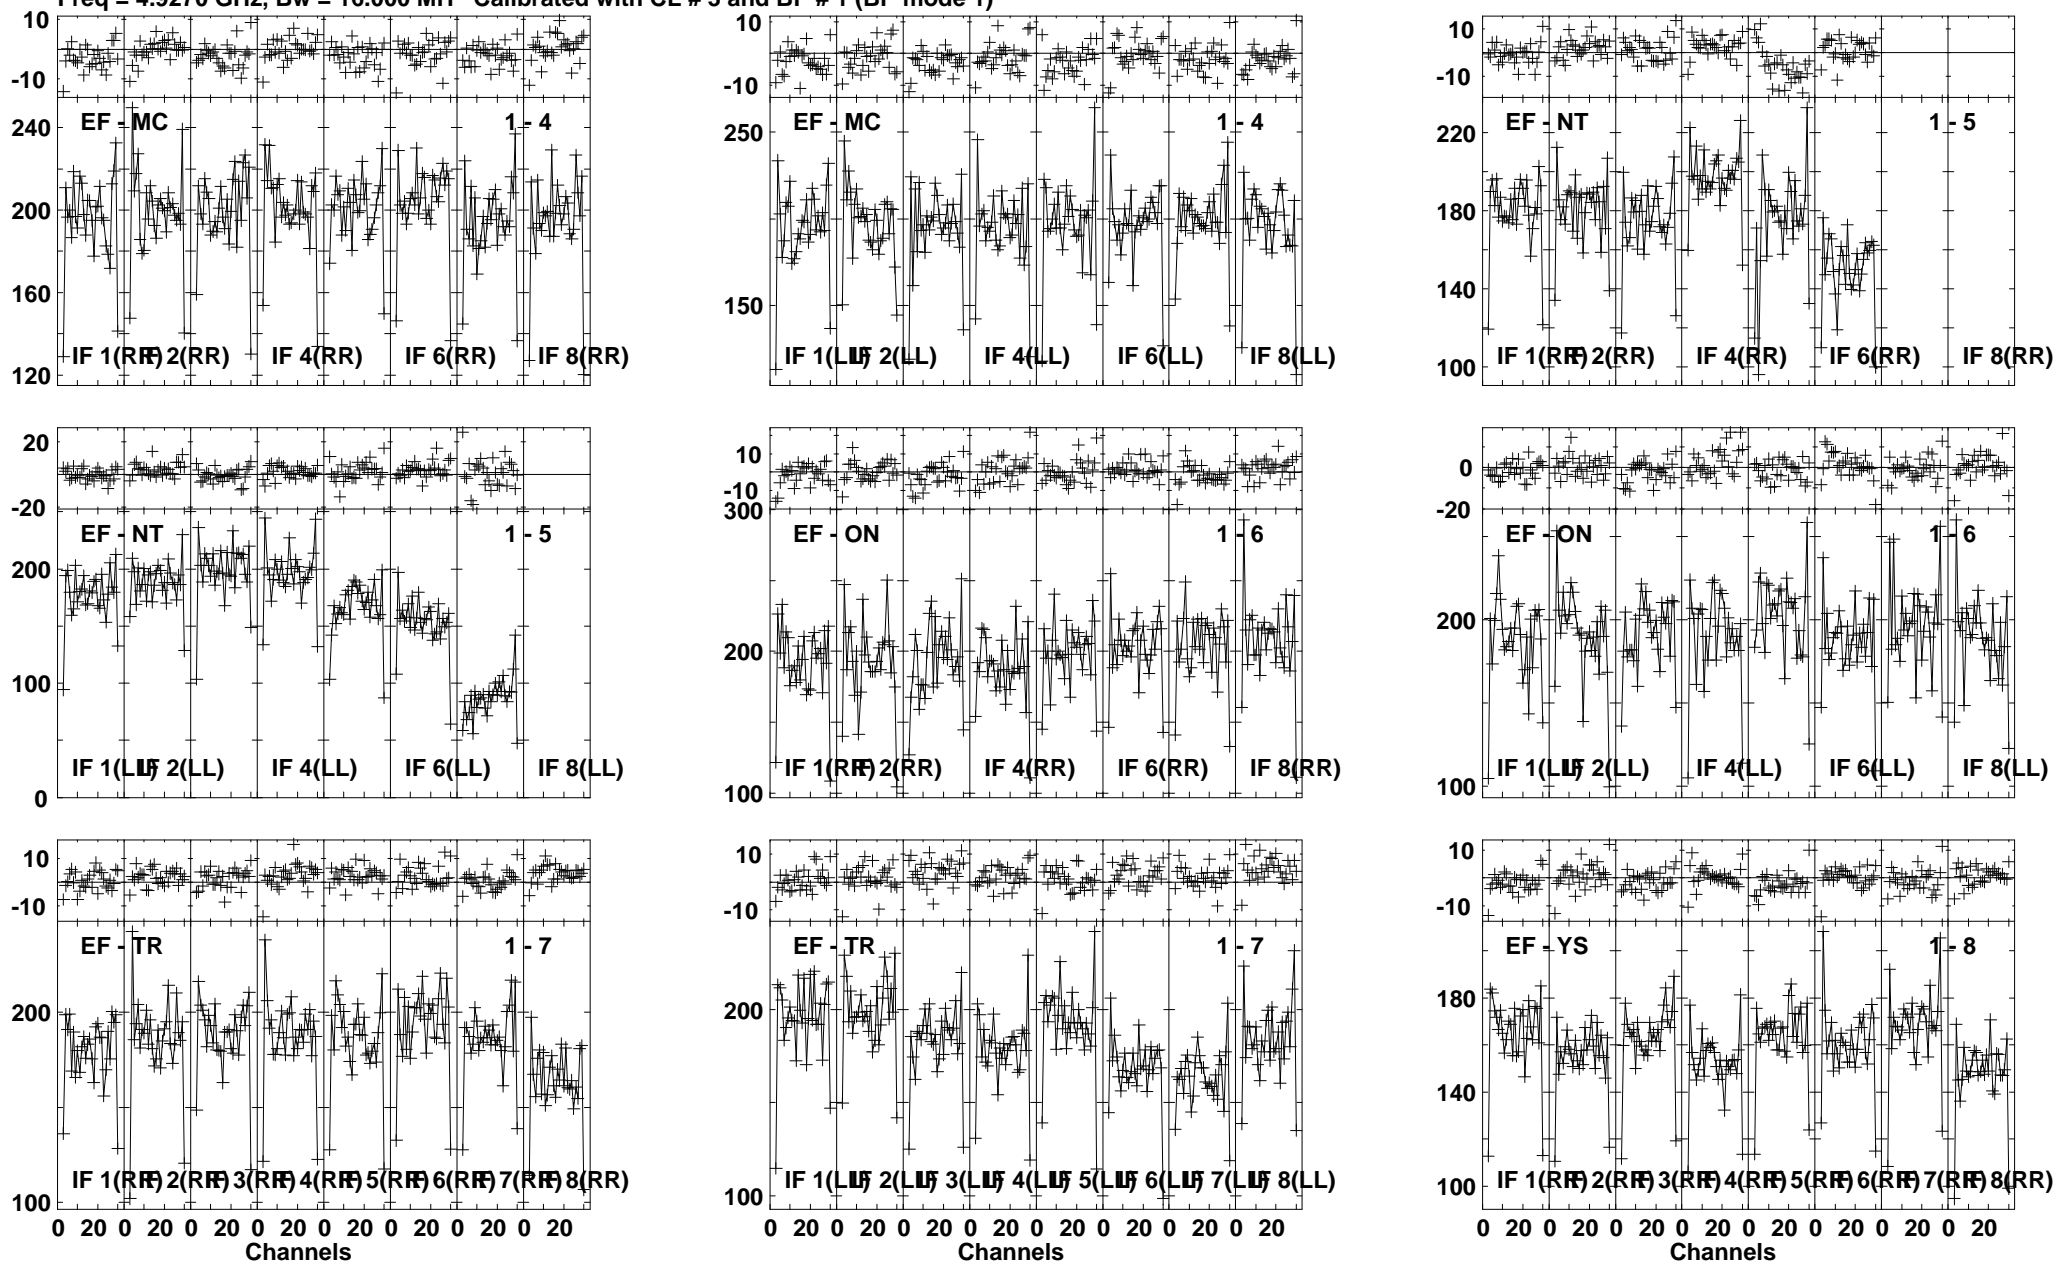 Freq = 4.9270 GHz, Bw = 16.000 MH Calibrated with CL # 3 and BP # 1 (BP mode 1)
10
-10
240
200
160
120
EF - MC 1 - 4
IF 1(RR) IF 2(RR) IF 4(RR) IF 6(RR) IF 8(RR)
10
-10
250
150
EF - MC 1 - 4
IF 1(LL) IF 2(LL) IF 4(LL) IF 6(LL) IF 8(LL)
10
-10
220
180
140
100
EF - NT 1 - 5
IF 1(RR) IF 2(RR) IF 4(RR) IF 6(RR) IF 8(RR)
20
-20
200
100
0
EF - NT 1 - 5
IF 1(LL) IF 2(LL) IF 4(LL) IF 6(LL) IF 8(LL)
10
-10
300
200
100
EF - ON 1 - 6
IF 1(RR) IF 2(RR) IF 4(RR) IF 6(RR) IF 8(RR)
0
-20
200
100
EF - ON 1 - 6
IF 1(LL) IF 2(LL) IF 4(LL) IF 6(LL) IF 8(LL)
10
-10
200
100
EF - TR 1 - 7
IF 1(RR) IF 2(RR) IF 3(RR) IF 4(RR) IF 5(RR) IF 6(RR) IF 7(RR) IF 8(RR)
0 20 0 20 0 20 0 20 0 20 0 20 0 20 0 20
Channels
10
-10
200
100
EF - TR 1 - 7
IF 1(LL) IF 2(LL) IF 3(LL) IF 4(LL) IF 5(LL) IF 6(LL) IF 7(LL) IF 8(LL)
0 20 0 20 0 20 0 20 0 20 0 20 0 20 0 20
Channels
10
-10
180
140
100
EF - YS 1 - 8
IF 1(RR) IF 2(RR) IF 3(RR) IF 4(RR) IF 5(RR) IF 6(RR) IF 7(RR) IF 8(RR)
0 20 0 20 0 20 0 20 0 20 0 20 0 20 0 20
Channels